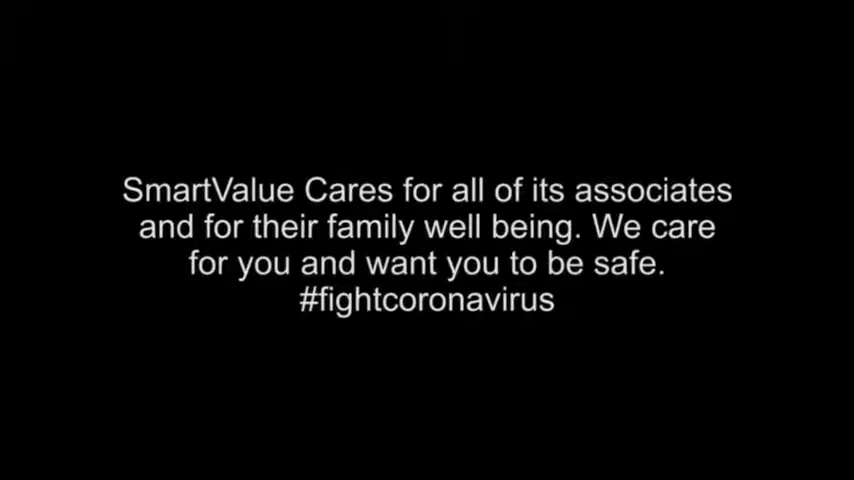 SmartValue Cares for all of its associates
and for their family well being. We care
for you and want you to be safe.
#fightcoronavirus